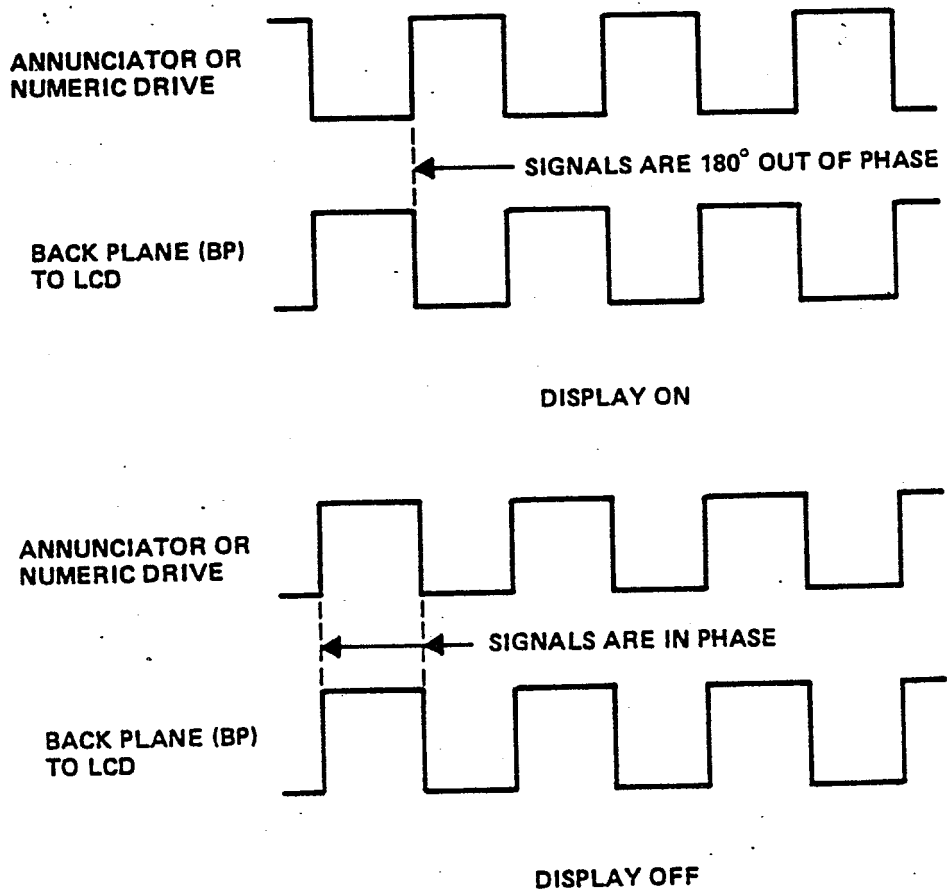 ANNUNCIATOR OR
NUMERIC DRIVE
SIGNALS ARE 180° OUT OF PHASE
BACK PLANE (BP)
TO LCD
DISPLAY ON
ANNUNCIATOR OR
NUMERIC DRIVE
SIGNALS ARE IN PHASE
BACK PLANE (BP)
TO LCD
DISPLAY OFF